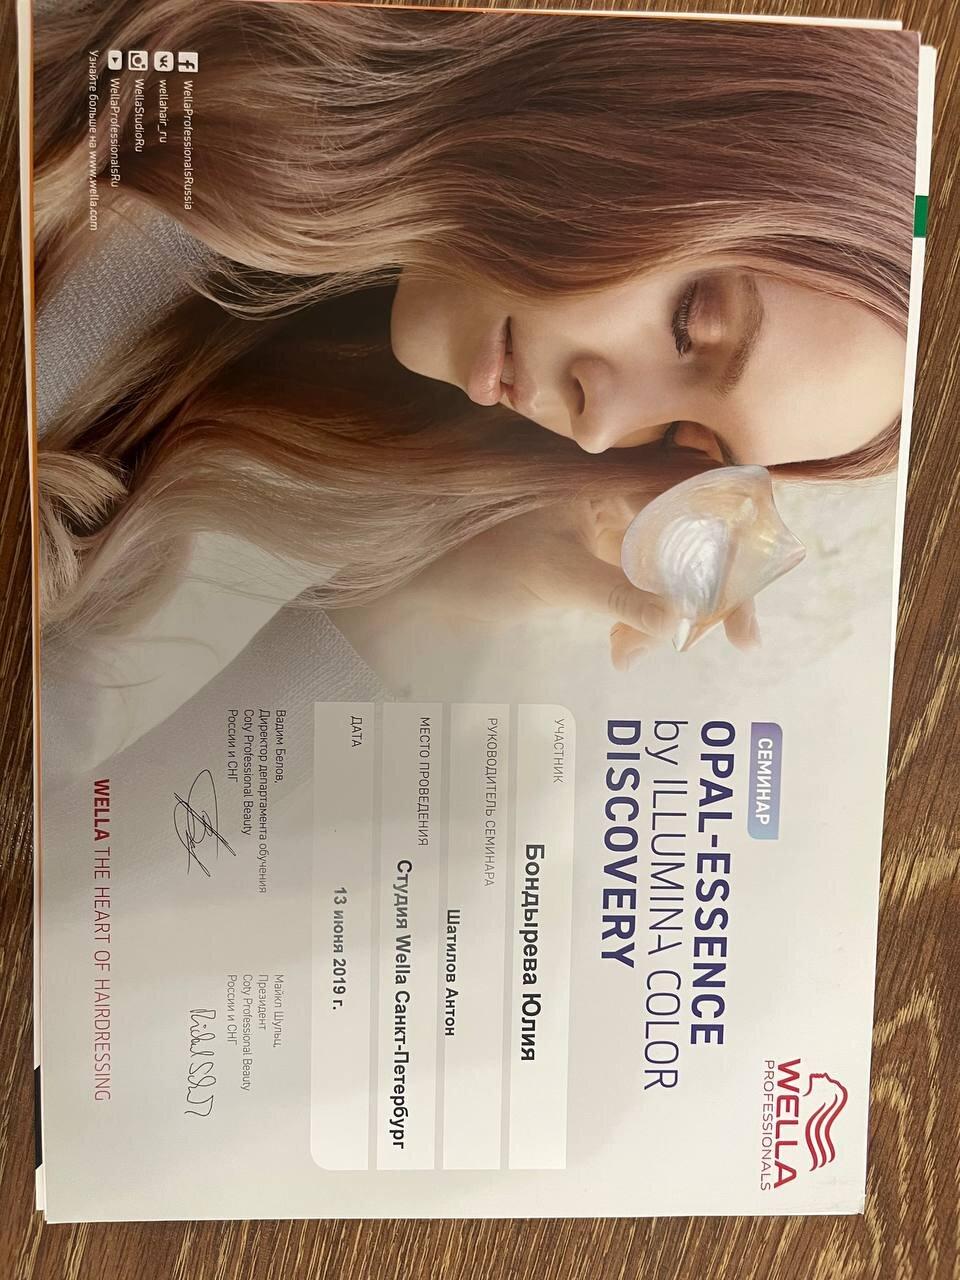 WELLA
PROFESSIONALS
СЕМИНАР
OPAL-ESSENCE
by ILLUMINA COLOR
DISCOVERY
УЧАСТНИК
Бондырева Юлия
РУКОВОДИТЕЛЬ СЕМИНАРА
Шатилов Антон
МЕСТО ПРОВЕДЕНИЯ
Студия Wella Санкт-Петербург
ДАТА
13 июня 2019 г.
Вадим Белов,
Директор департамента обучения
Coty Professional Beauty
России и СНГ
Майкл Шульц,
Президент
Coty Professional Beauty
России и СНГ
WellaProfessionalsRussia
wellahair_ru
WellaStudioRu
WellaProfessionalsRu
Узнайте больше на www.wella.com
WELLA THE HEART OF HAIRDRESSING